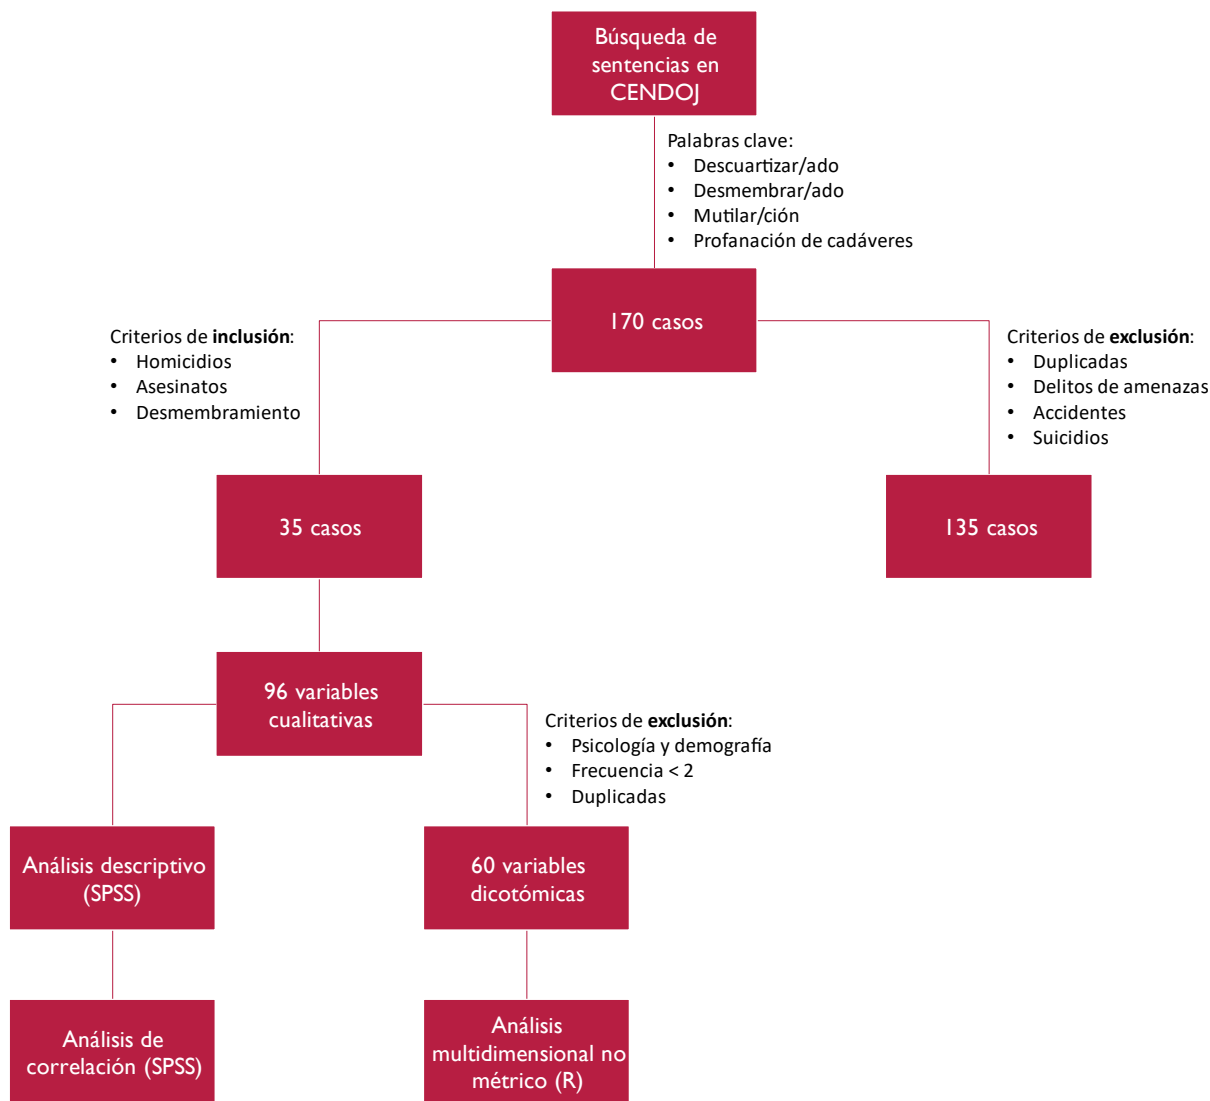 Búsqueda de
sentencias en
CENDOJ
Palabras clave:
• Descuartizar/ado
• Desmembrar/ado
• Mutilar/ción
• Profanación de cadáveres
170 casos
Criterios de inclusión:
• Homicidios
• Asesinatos
• Desmembramiento
Criterios de exclusión:
• Duplicadas
• Delitos de amenazas
• Accidentes
• Suicidios
35 casos
135 casos
96 variables
cualitativas
Criterios de exclusión:
• Psicología y demografía
• Frecuencia < 2
• Duplicadas
Análisis descriptivo
(SPSS)
60 variables
dicotómicas
Análisis de
correlación (SPSS)
Análisis
multidimensional no
métrico (R)